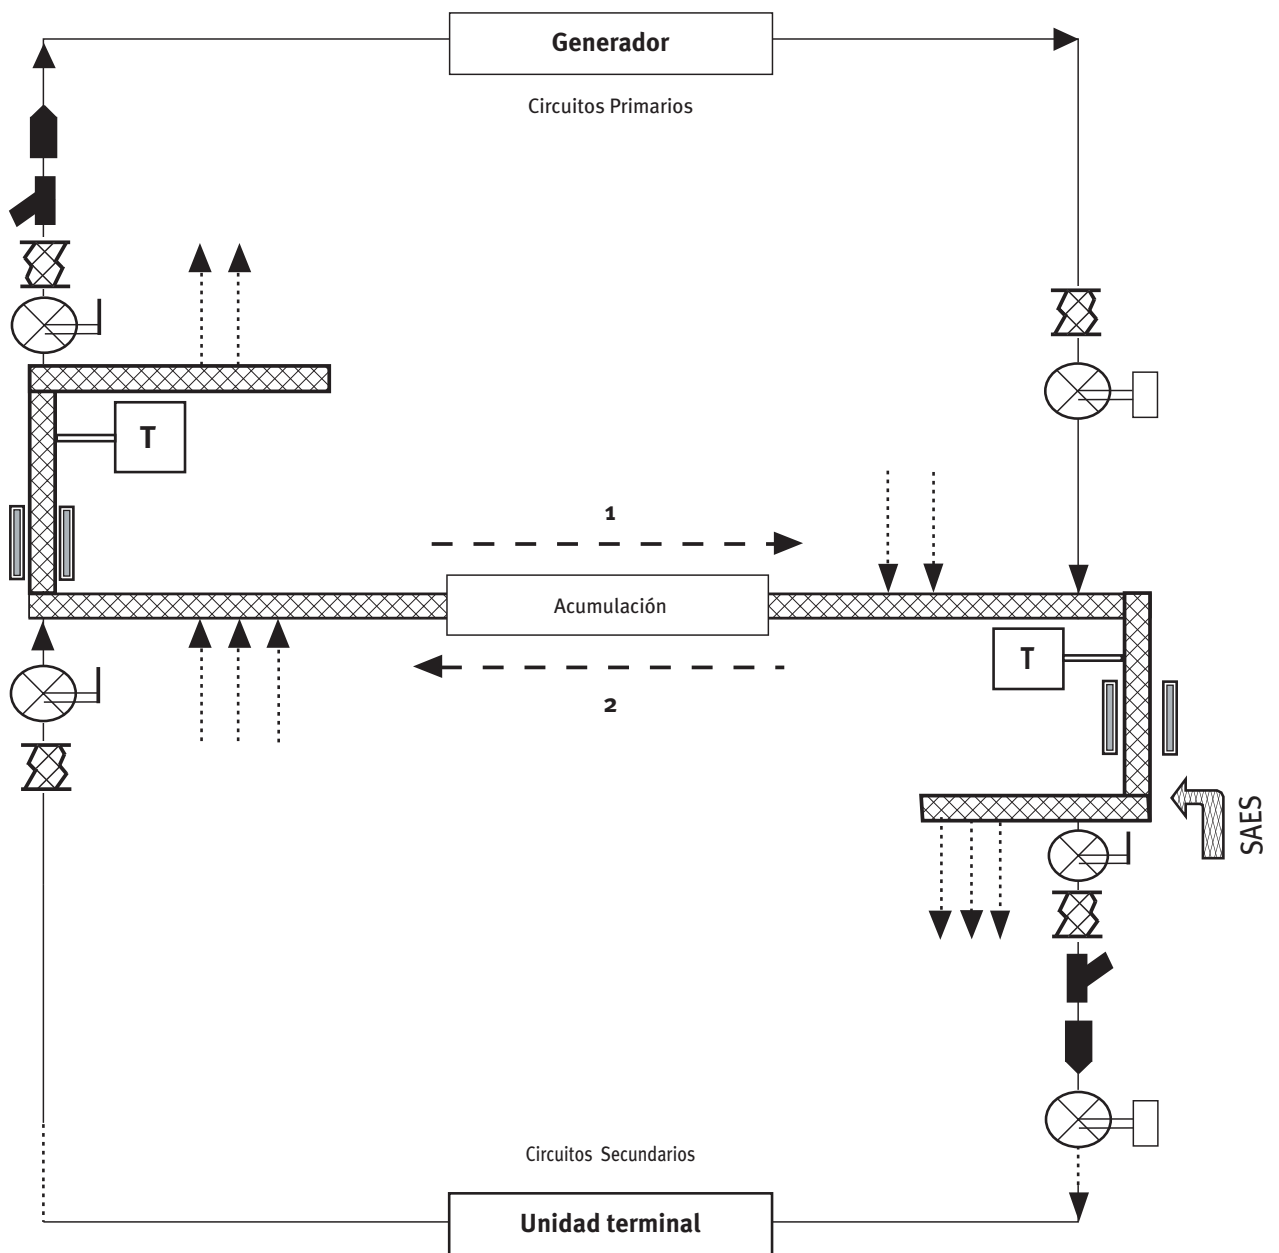 Generador
Circuitos Primarios
T
1
Acumulación
T
2
SAES
Circuitos Secundarios
Unidad terminal